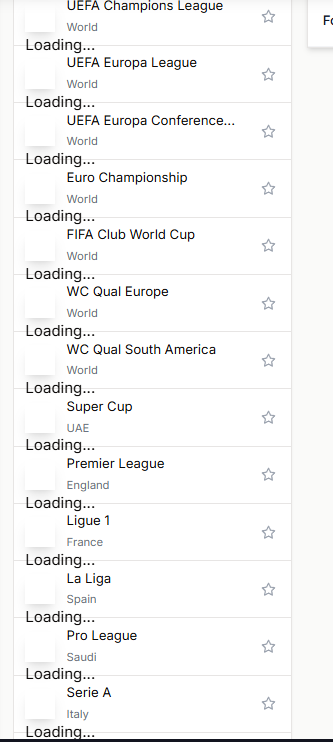 UEFA Champions League
World
Loading...
UEFA Europa League
World
Loading...
UEFA Europa Conference...
World
Loading...
Euro Championship
World
Loading...
FIFA Club World Cup
World
Loading...
WC Qual Europe
World
Loading...
WC Qual South America
World
Loading...
Super Cup
UAE
Loading...
Premier League
England
Loading...
Ligue 1
France
Loading...
La Liga
Spain
Loading...
Pro League
Saudi
Loading...
Serie A
Italy
Loading...